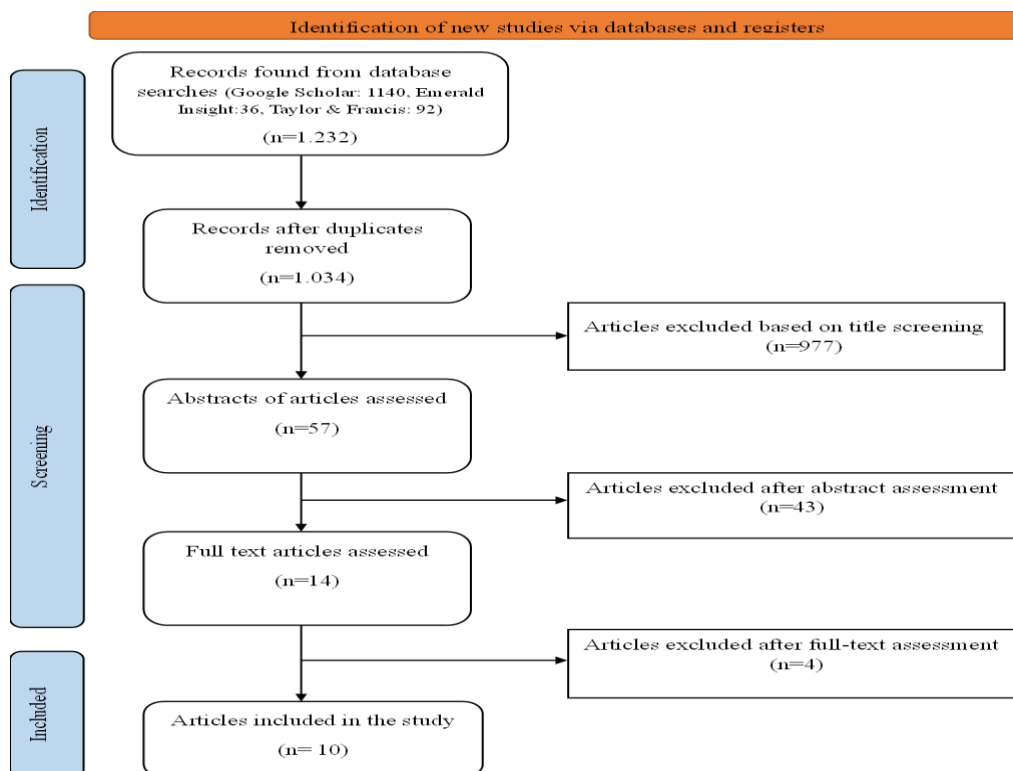 Identification of new studies via databases and registers
Identification
Records found from database
searches (Google Scholar: 1140, Emerald
Insight:36, Taylor & Francis: 92)
(n=1.232)
Records after duplicates
removed
(n=1.034)
Screening
Articles excluded based on title screening
(n=977)
Abstracts of articles assessed
(n=57)
Articles excluded after abstract assessment
(n=43)
Full text articles assessed
(n=14)
Articles excluded after full-text assessment
(n=4)
Included
Articles included in the study
(n= 10)